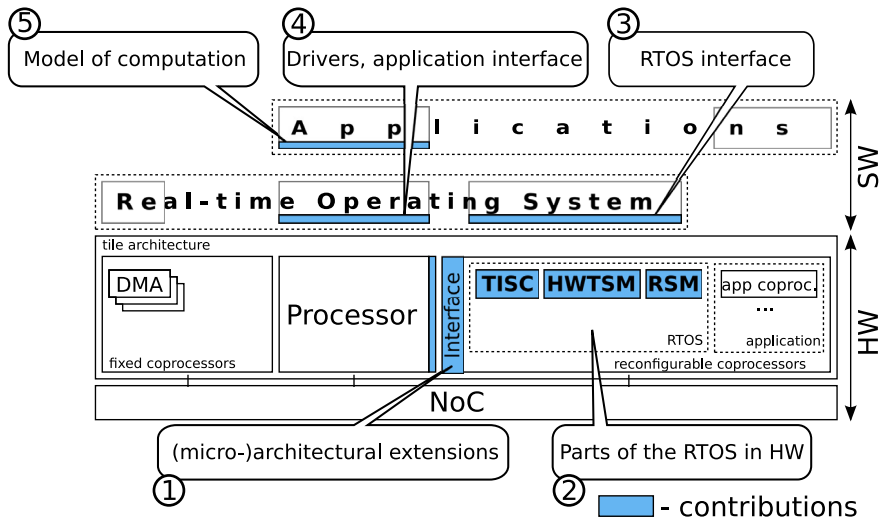 5
4
3
Model of computation
Drivers, application interface
RTOS interface
Applications
SW
Real-time Operating System
tile architecture
DMA
Processor
Interface
TISC
HWTSM
RSM
app coproc.
...
RTOS
application
fixed coprocessors
reconfigurable coprocessors
HW
NoC
(micro-)architectural extensions
Parts of the RTOS in HW
1
2
- contributions